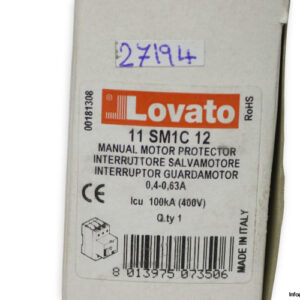 27194
00181308
Lovato
RoHS
11 SM1C 12
MANUAL MOTOR PROTECTOR
INTERRUTTORE SALVAMOTORE
INTERRUPTOR GUARDAMOTOR
0,4-0,63A
CE
Icu 100kA (400V)
Q.ty 1
MADE IN ITALY
8 013975 073506